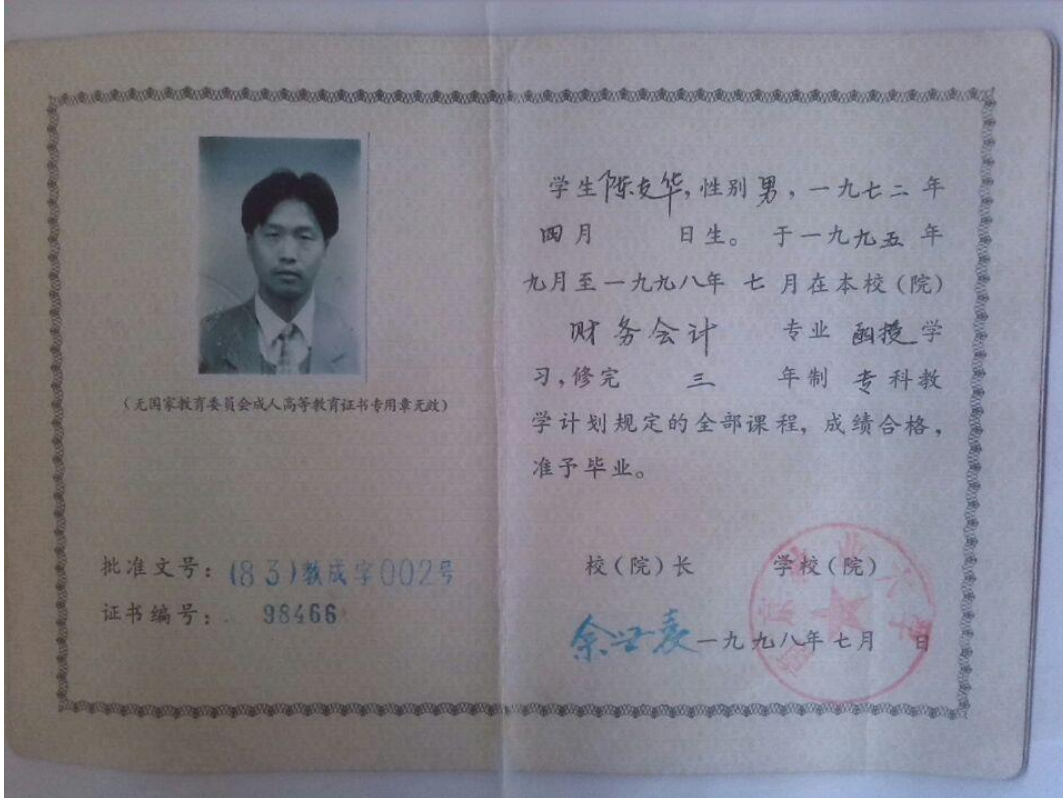 (无国家教育委员会成人高等教育证书专用章无效)
批准文号：(83)教成字002号
证书编号：98466
学生陈友华，性别男，一九七二年
四月 日生。于一九九五年
九月至一九九八年七月在本校(院)
财务会计 专业 函授学
习，修完 三 年制 专科教
学计划规定的全部课程，成绩合格，
准予毕业。
校(院)长 学校(院)
一九九八年七月 日